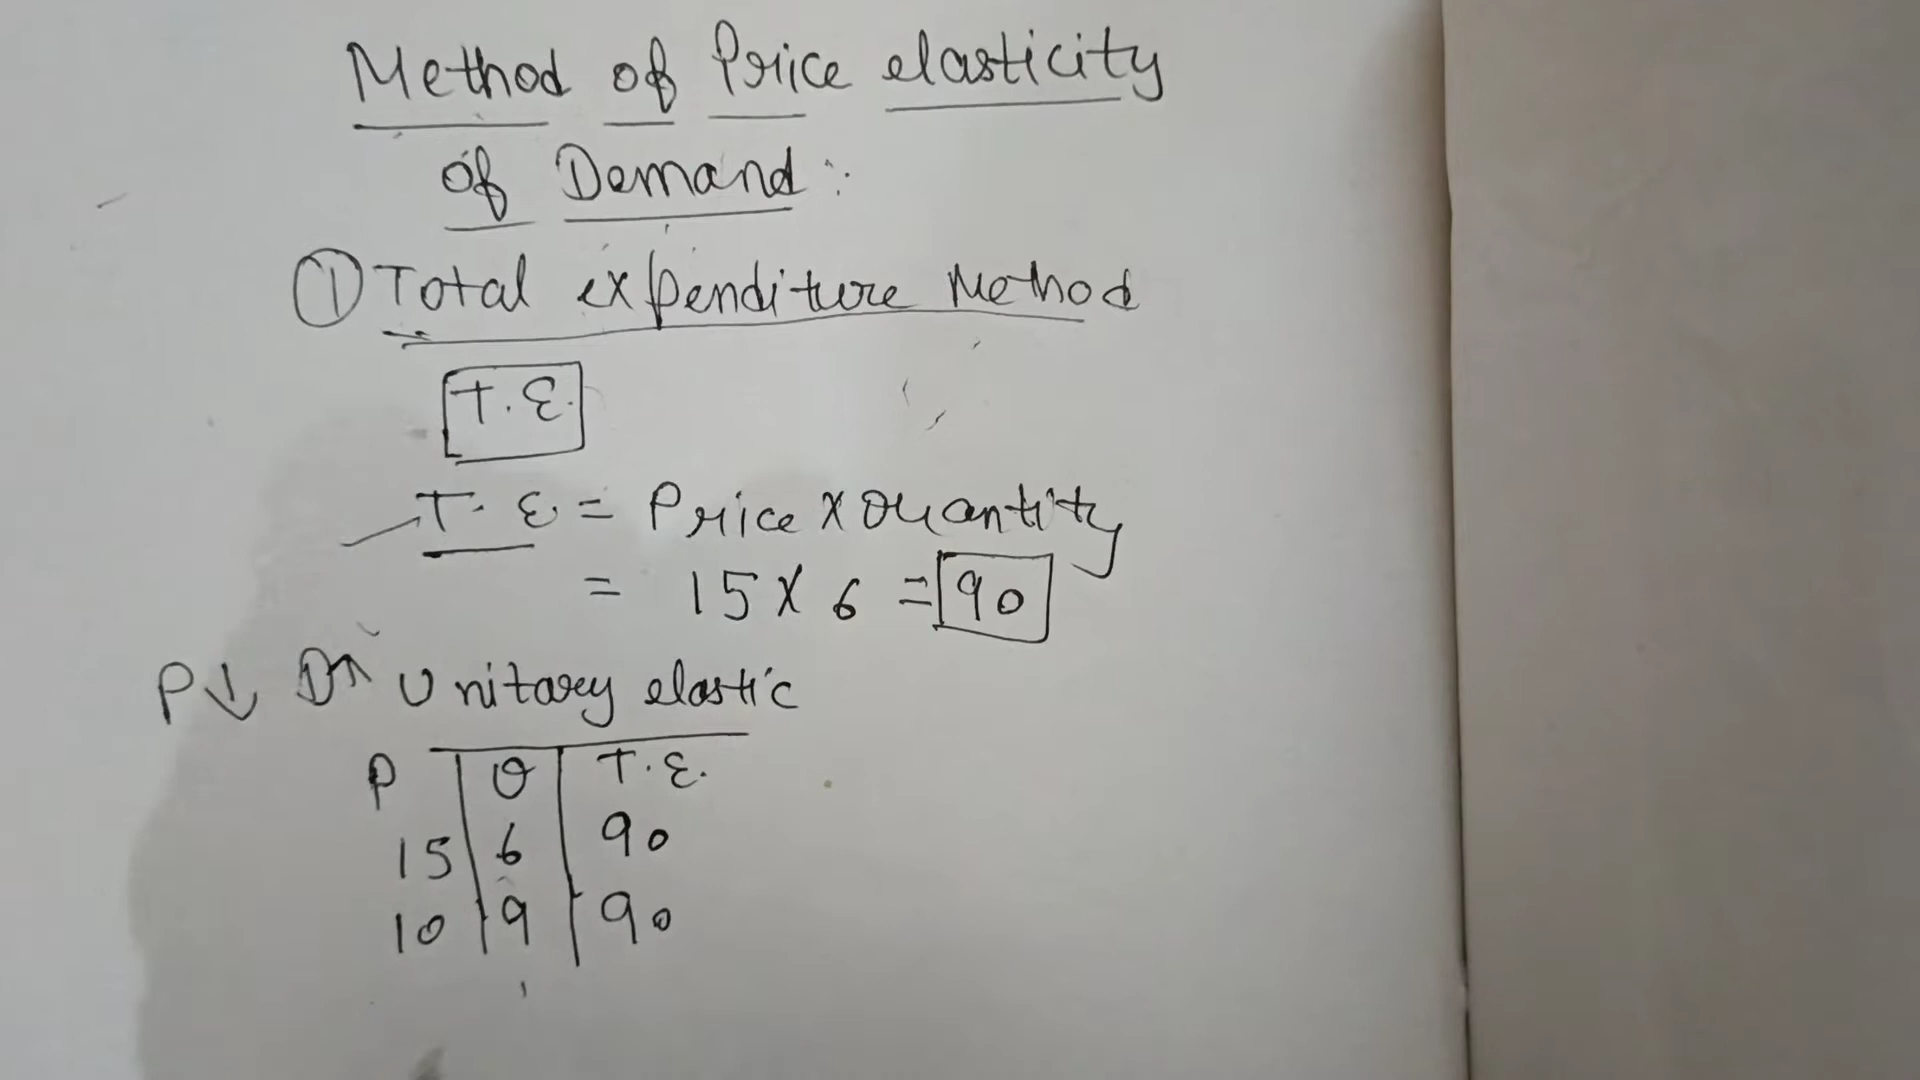 Method of Price elasticity
of Demand :
① Total expenditure Method
T.E.
T.E. = Price x Quantity
= 15 x 6 = 90
P↓ D↑ Unitary elastic
P Q T.E.
15 6 90
10 9 90